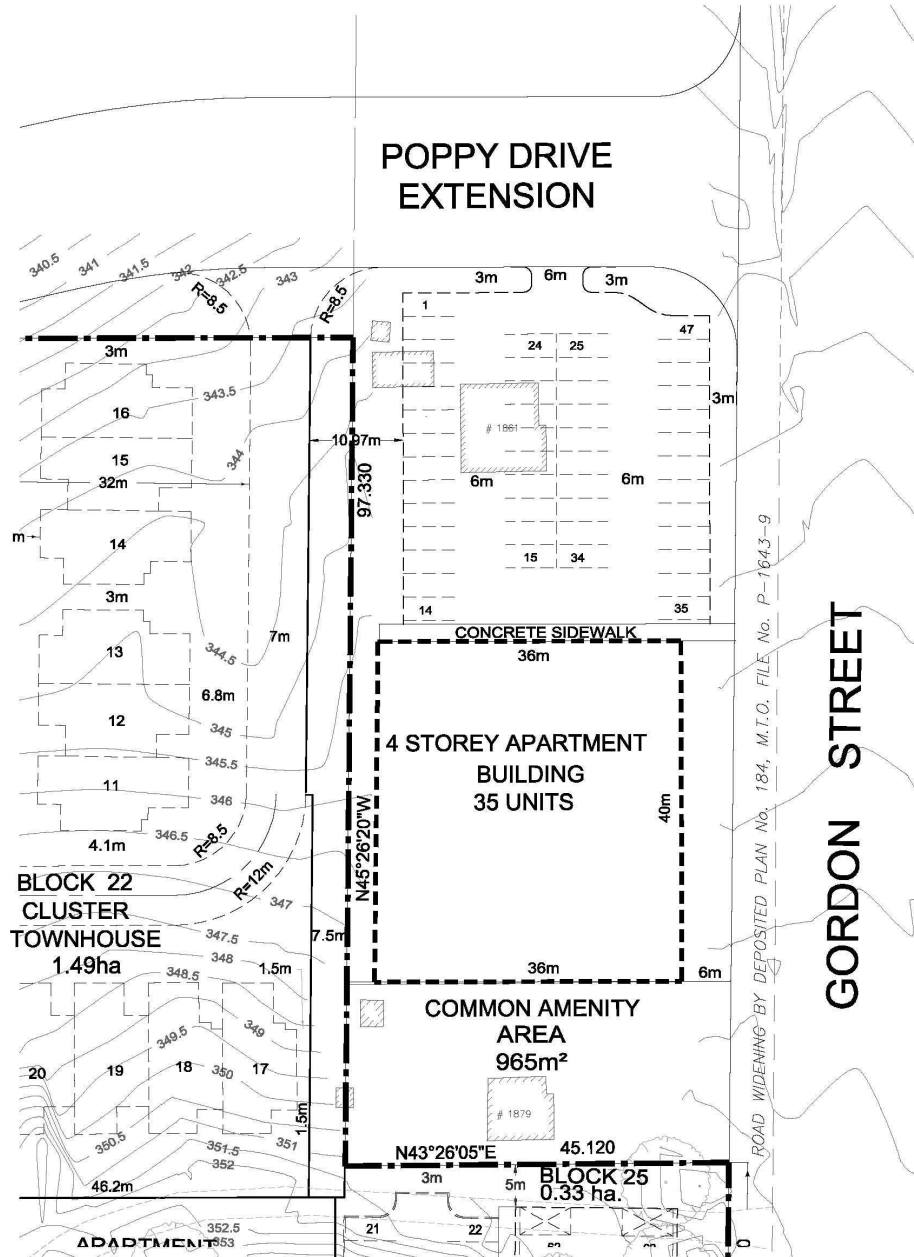 POPPY DRIVE
EXTENSION
340.5
341
341.5
342
342.5
343
R=8.5
R=8.5
3m
6m
3m
1
47
24
25
3m
3m
16
343.5
344
10.97m
# 1861
15
32m
6m
6m
97.330
m
14
15
34
3m
14
35
7m
CONCRETE SIDEWALK
36m
13
344.5
6.8m
345
12
345.5
4 STOREY APARTMENT
BUILDING
35 UNITS
40m
11
346
346.5
4.1m
R=8.5
R=12m
N45°26'20"W
BLOCK 22
CLUSTER
TOWNHOUSE
1.49ha
347
347.5
7.5m
348
348.5
1.5m
36m
6m
COMMON AMENITY
AREA
965m²
349
349.5
350
20
19
18
17
# 1879
1.5m
350.5
351
351.5
352
N43°26'05"E
45.120
46.2m
3m
5m
BLOCK 25
0.33 ha.
21
22
352.5
353
APARTMENT
ROAD WIDENING BY DEPOSITED PLAN No. 184, M.T.O. FILE No. P-1643-9
GORDON STREET